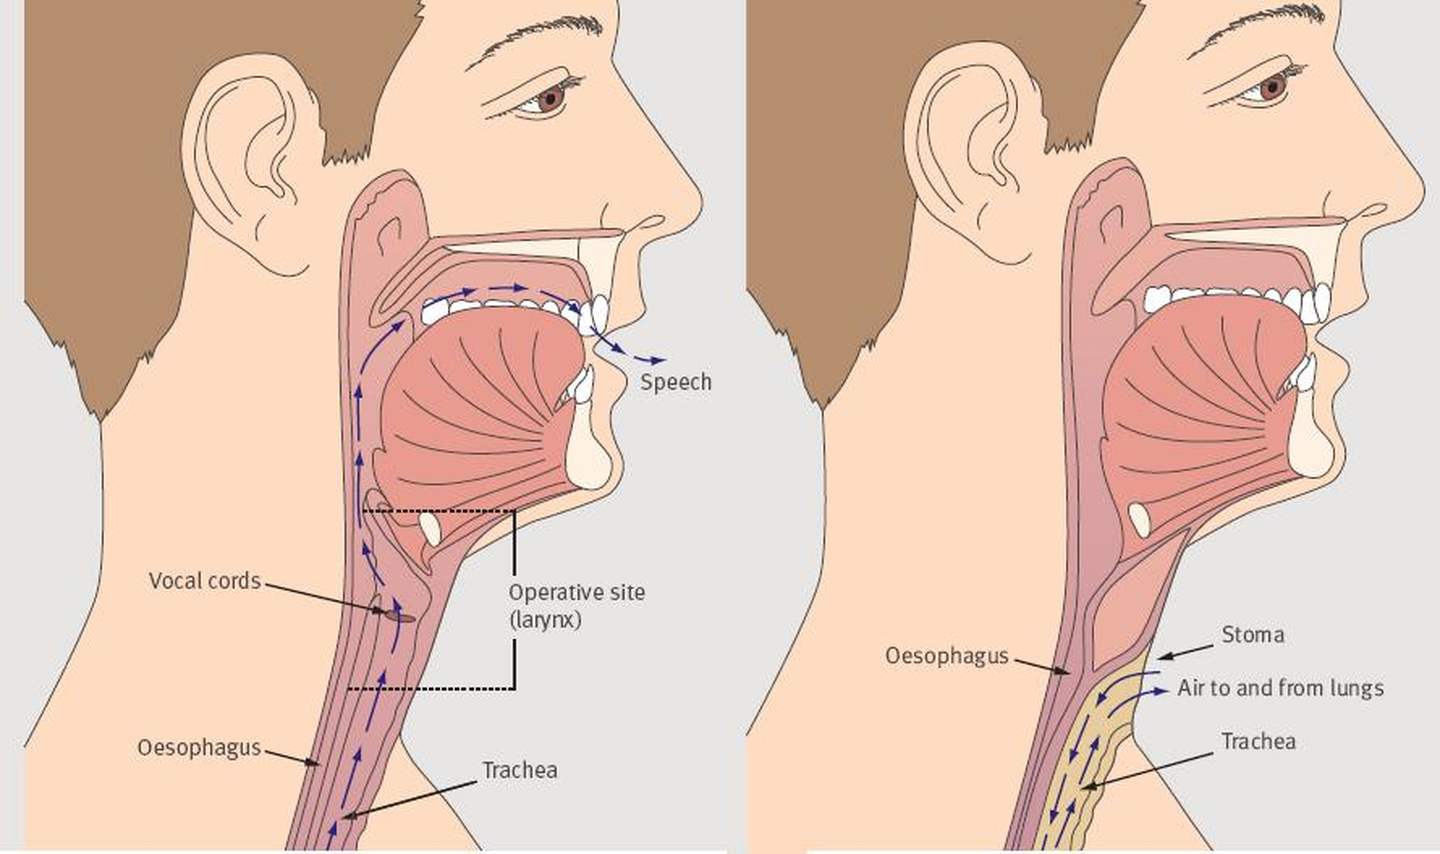 Speech
Vocal cords
Operative site
(larynx)
Oesophagus
Trachea
Oesophagus
Stoma
Air to and from lungs
Trachea